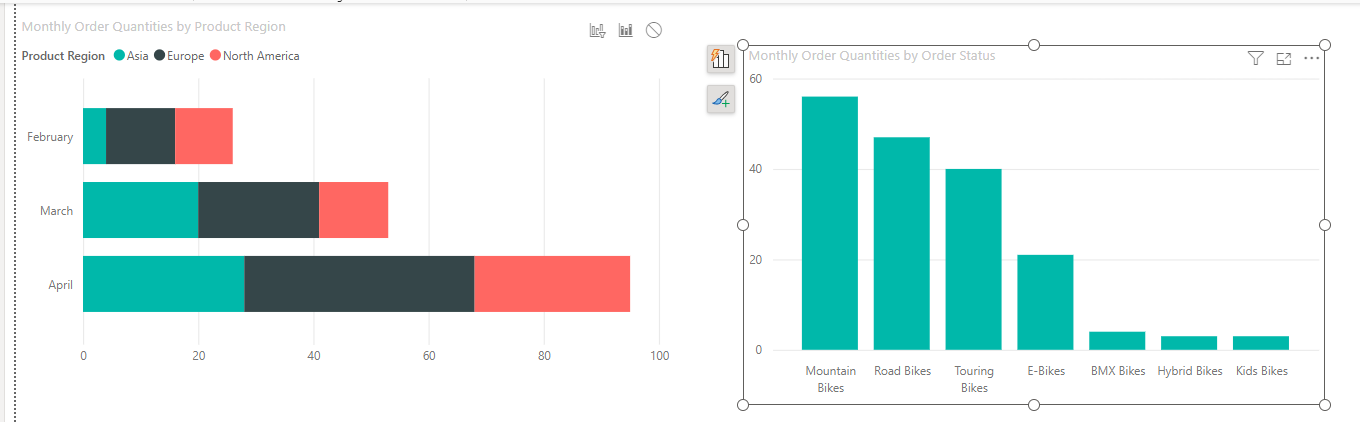 Monthly Order Quantities by Product Region
Product Region Asia Europe North America
February
March
April
0 20 40 60 80 100
Monthly Order Quantities by Order Status
60
40
20
0
Mountain Bikes Road Bikes Touring Bikes E-Bikes BMX Bikes Hybrid Bikes Kids Bikes